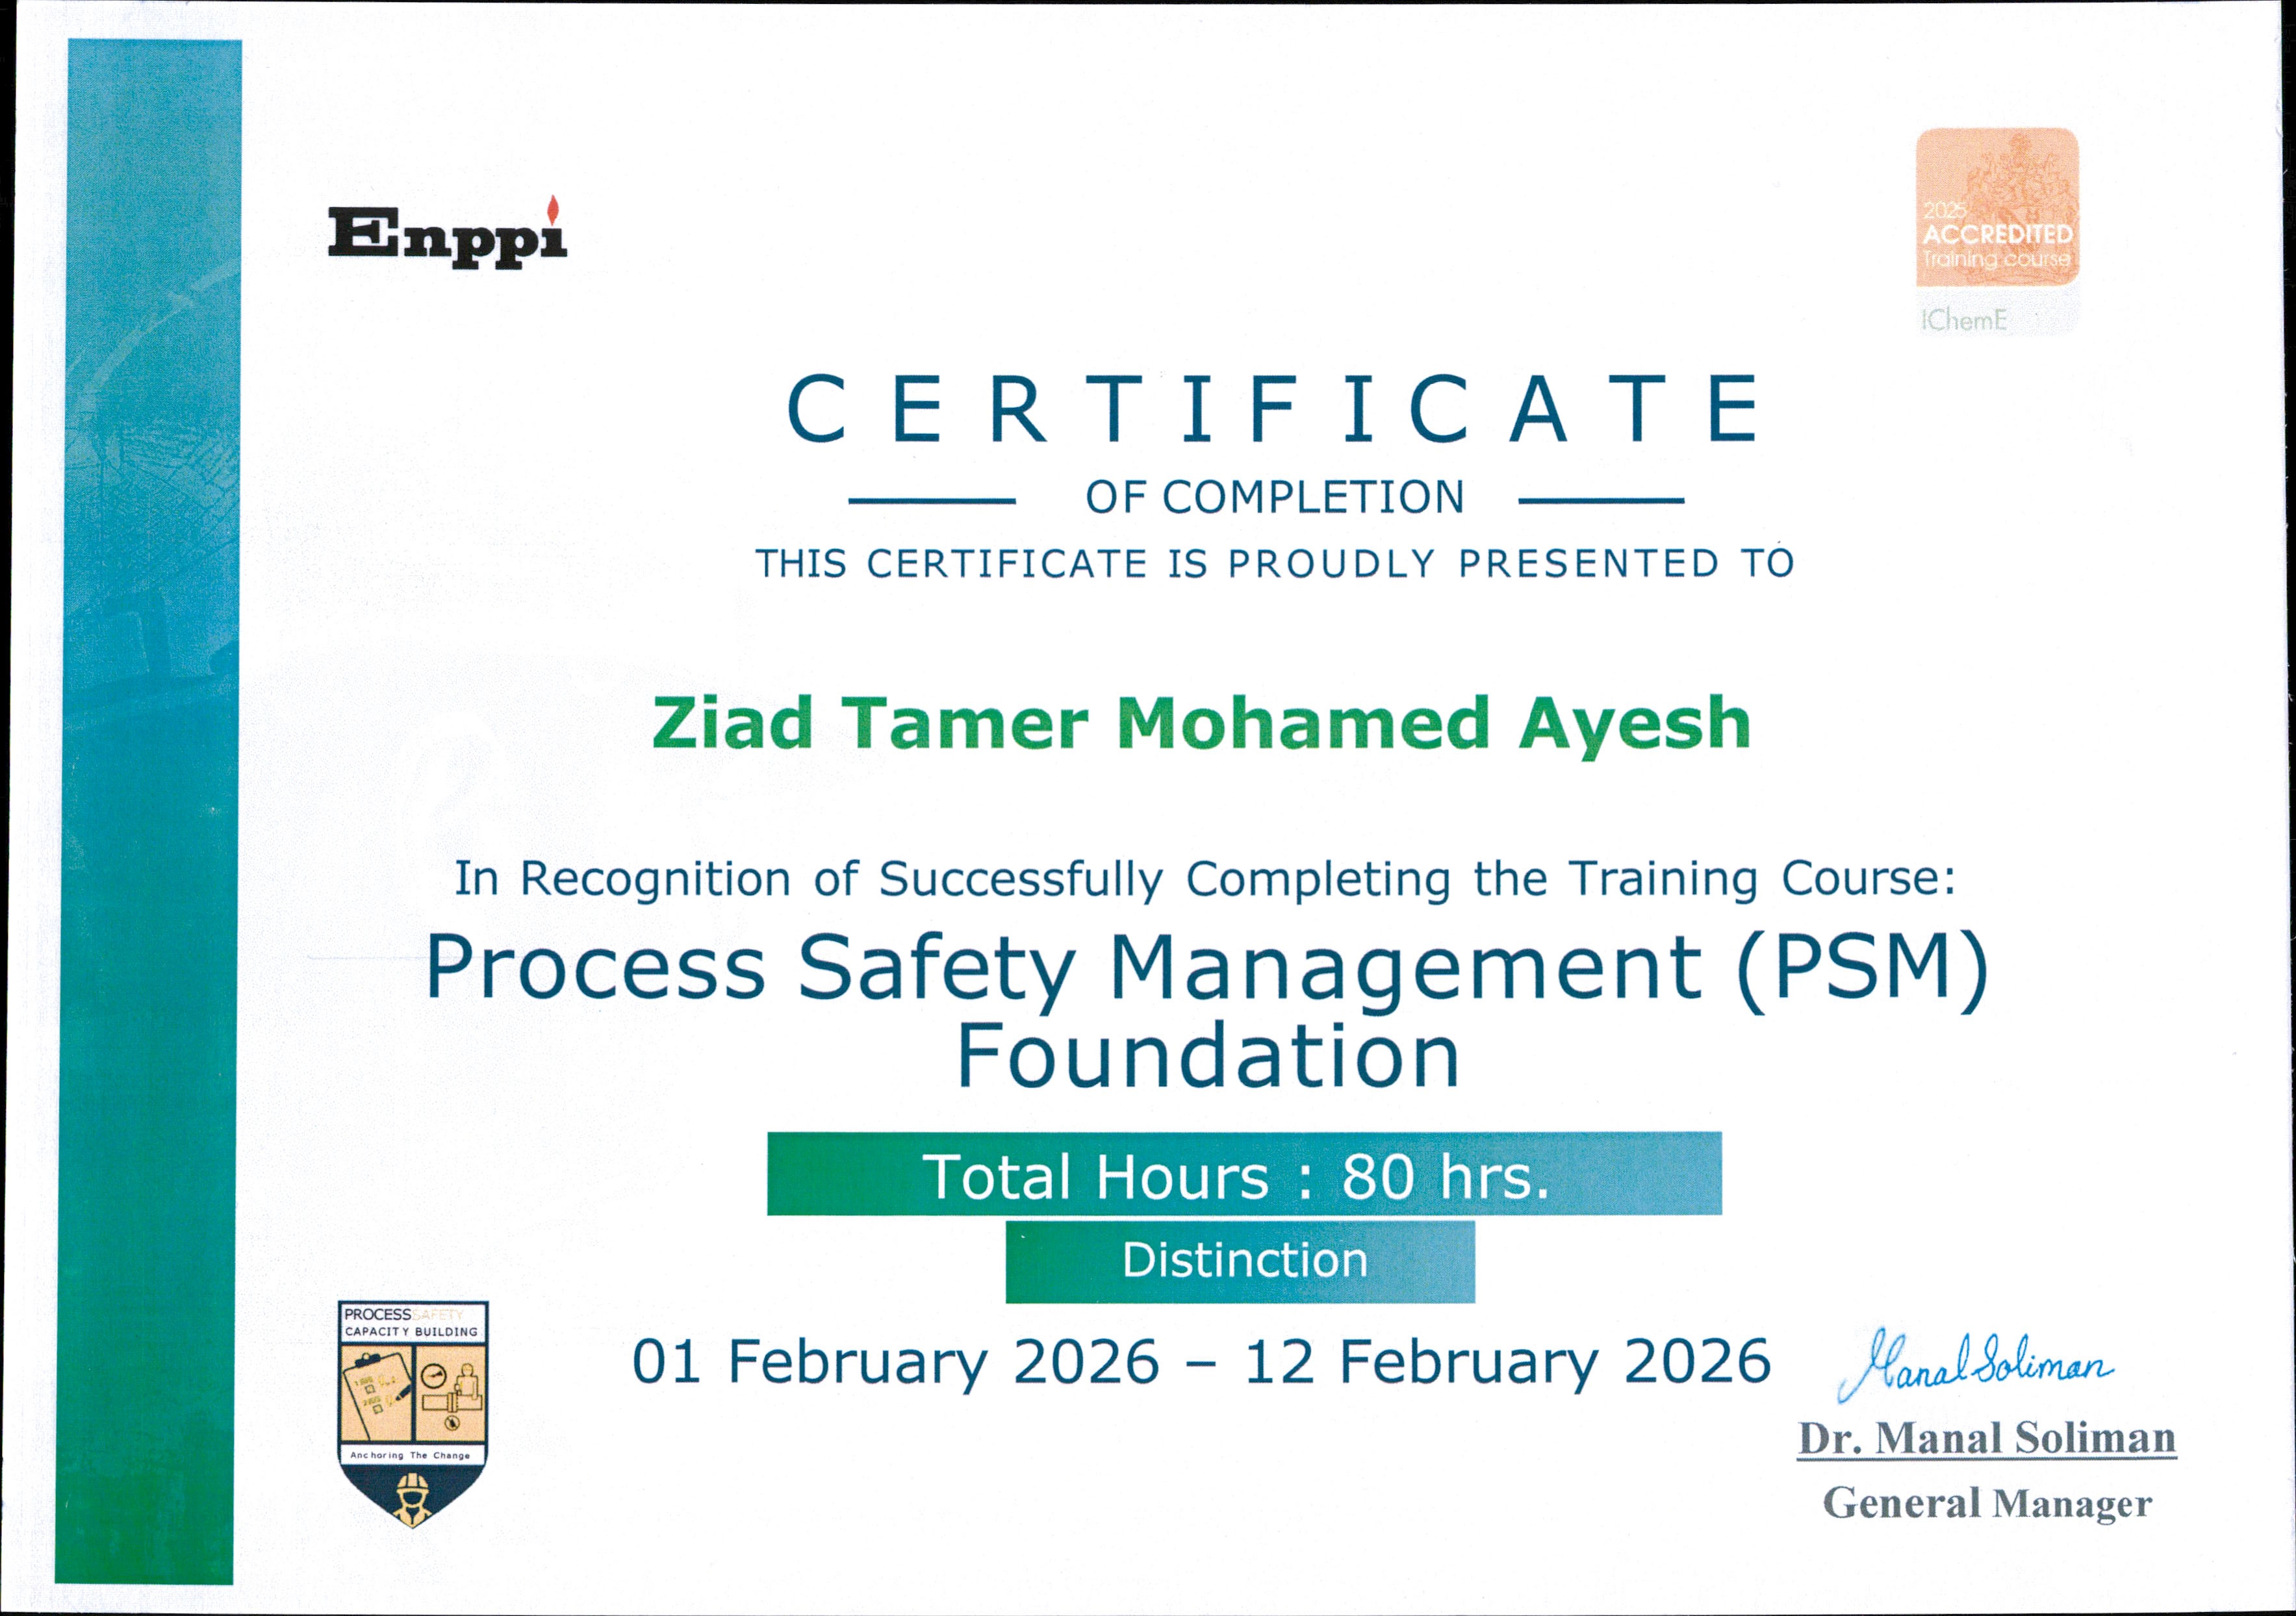 Enppi
2025
ACCREDITED
Training course
IChemE
CERTIFICATE
OF COMPLETION
THIS CERTIFICATE IS PROUDLY PRESENTED TO
Ziad Tamer Mohamed Ayesh
In Recognition of Successfully Completing the Training Course:
Process Safety Management (PSM)
Foundation
Total Hours : 80 hrs.
Distinction
01 February 2026 – 12 February 2026
PROCESSSAFETY
CAPACITY BUILDING
Anchoring The Change
Manal Soliman
Dr. Manal Soliman
General Manager